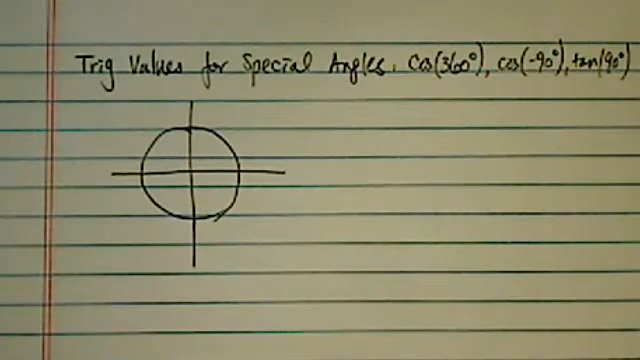 Trig Values for Special Angles: cos(360°), cos(-90°), tan(90°)